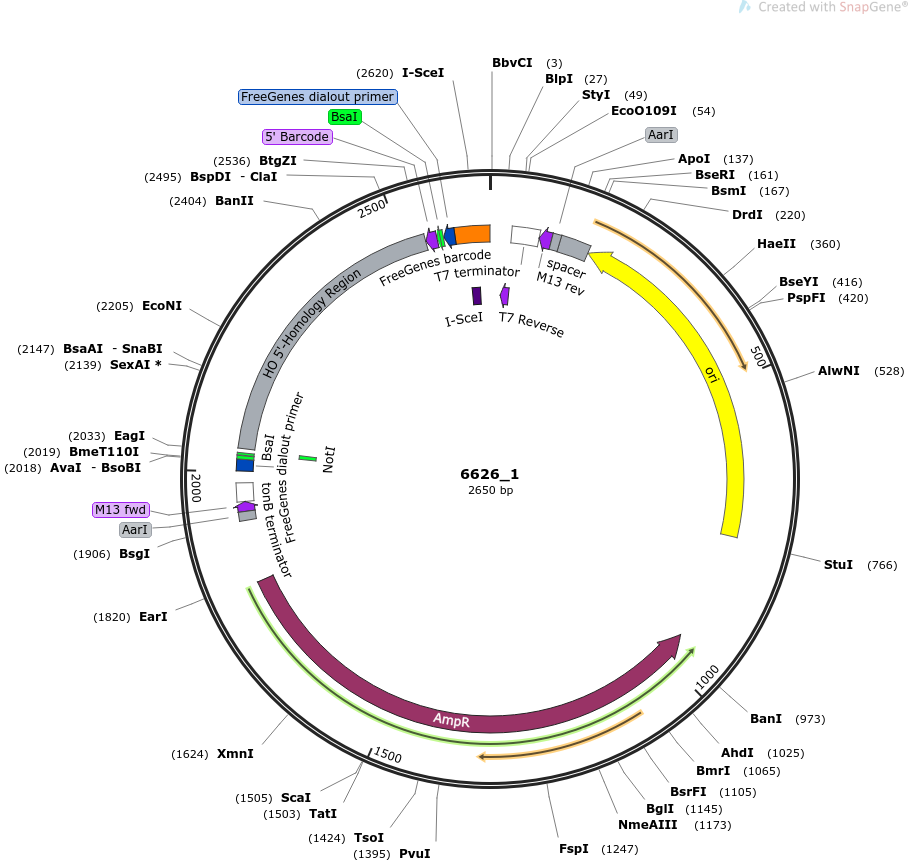 Created with SnapGene®
(2620) I-SceI
BbvCI (3)
BlpI (27)
StyI (49)
EcoO109I (54)
FreeGenes dialout primer
BsaI
5' Barcode
AarI
(2536) BtgZI
(2495) BspDI - ClaI
(2404) BanII
ApoI (137)
BseRI (161)
BsmI (167)
DrdI (220)
HaeII (360)
BseYI (416)
PspFI (420)
AlwNI (528)
StuI (766)
BanI (973)
AhdI (1025)
BmrI (1065)
BsrFI (1105)
BglI (1145)
NmeAIII (1173)
FspI (1247)
(1395) PvuI
(1424) TsoI
(1503) TatI
(1505) ScaI
(1624) XmnI
(1820) EarI
(1906) BsgI
AarI
M13 fwd
(2018) AvaI - BsoBI
(2019) BmeT110I
(2033) EagI
(2139) SexAI *
(2147) BsaAI - SnaBI
(2205) EcoNI
2500
500
1000
1500
2000
FreeGenes barcode
T7 terminator
spacer
M13 rev
I-SceI
T7 Reverse
HO 5'-Homology Region
ori
BsaI
FreeGenes dialout primer
NotI
tonB terminator
AmpR
6626_1
2650 bp